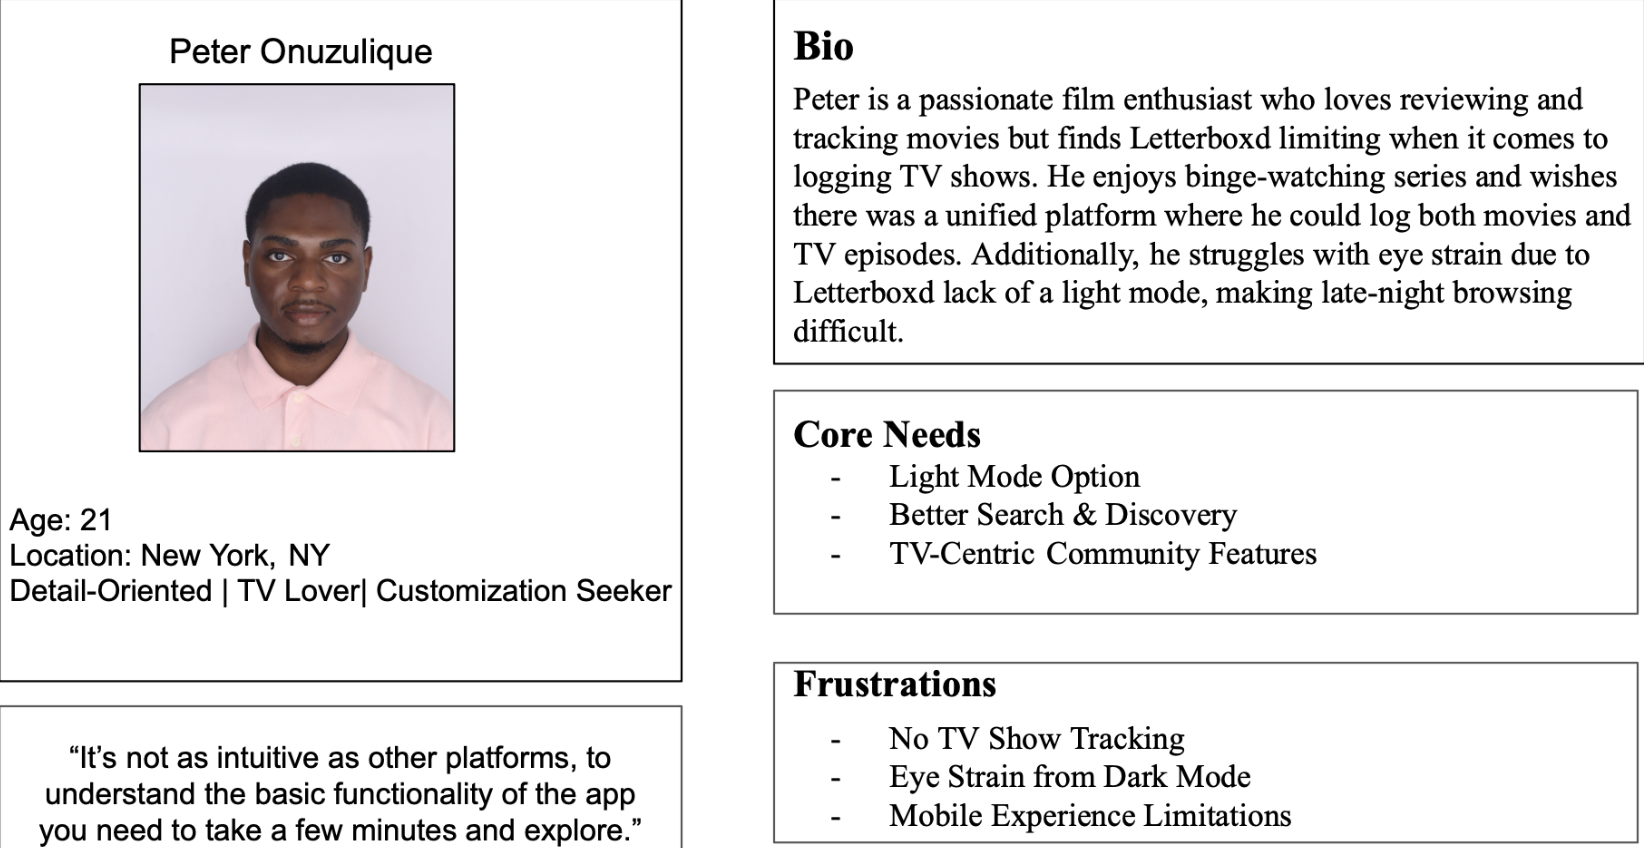 Peter Onuzulique
Age: 21
Location: New York, NY
Detail-Oriented | TV Lover| Customization Seeker
“It’s not as intuitive as other platforms, to
understand the basic functionality of the app
you need to take a few minutes and explore.”
Bio
Peter is a passionate film enthusiast who loves reviewing and
tracking movies but finds Letterboxd limiting when it comes to
logging TV shows. He enjoys binge-watching series and wishes
there was a unified platform where he could log both movies and
TV episodes. Additionally, he struggles with eye strain due to
Letterboxd lack of a light mode, making late-night browsing
difficult.
Core Needs
- Light Mode Option
- Better Search & Discovery
- TV-Centric Community Features
Frustrations
- No TV Show Tracking
- Eye Strain from Dark Mode
- Mobile Experience Limitations